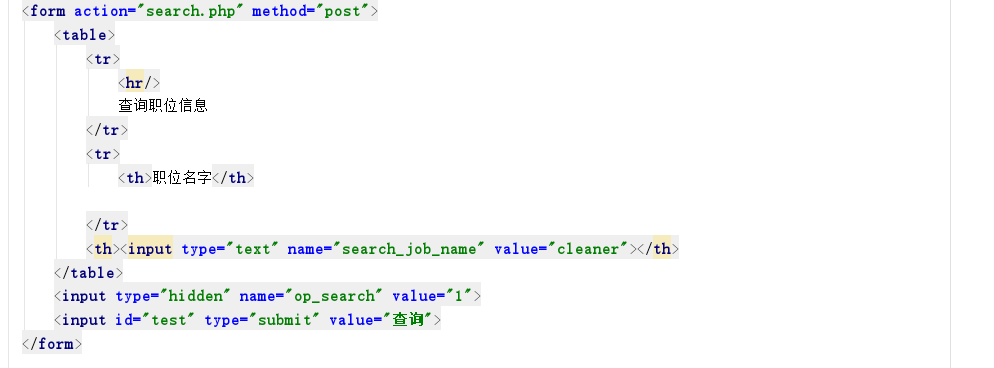 <form action="search.php" method="post">
<table>
<tr>
<hr/>
查询职位信息
</tr>
<tr>
<th>职位名字</th>
</tr>
<th><input type="text" name="search_job_name" value="cleaner"></th>
</table>
<input type="hidden" name="op_search" value="1">
<input id="test" type="submit" value="查询">
</form>